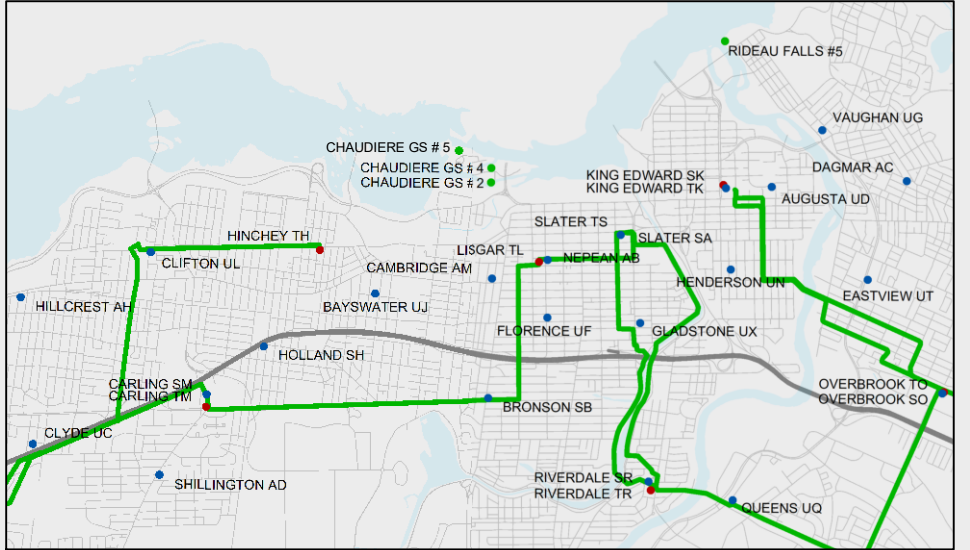 RIDEAU FALLS #5
VAUGHAN UG
CHAUDIERE GS # 5
CHAUDIERE GS # 4
CHAUDIERE GS # 2
DAGMAR AC
KING EDWARD SK
KING EDWARD TK
AUGUSTA UD
SLATER TS
SLATER SA
HINCHEY TH
LISGAR TL
NEPEAN AB
CLIFTON UL
CAMBRIDGE AM
HENDERSON UN
EASTVIEW UT
HILLCREST AH
BAYSWATER UJ
FLORENCE UF
GLADSTONE UX
HOLLAND SH
CARLING SM
CARLING TM
OVERBROOK TO
OVERBROOK SO
BRONSON SB
CLYDE UC
SHILLINGTON AD
RIVERDALE SR
RIVERDALE TR
QUEENS UQ